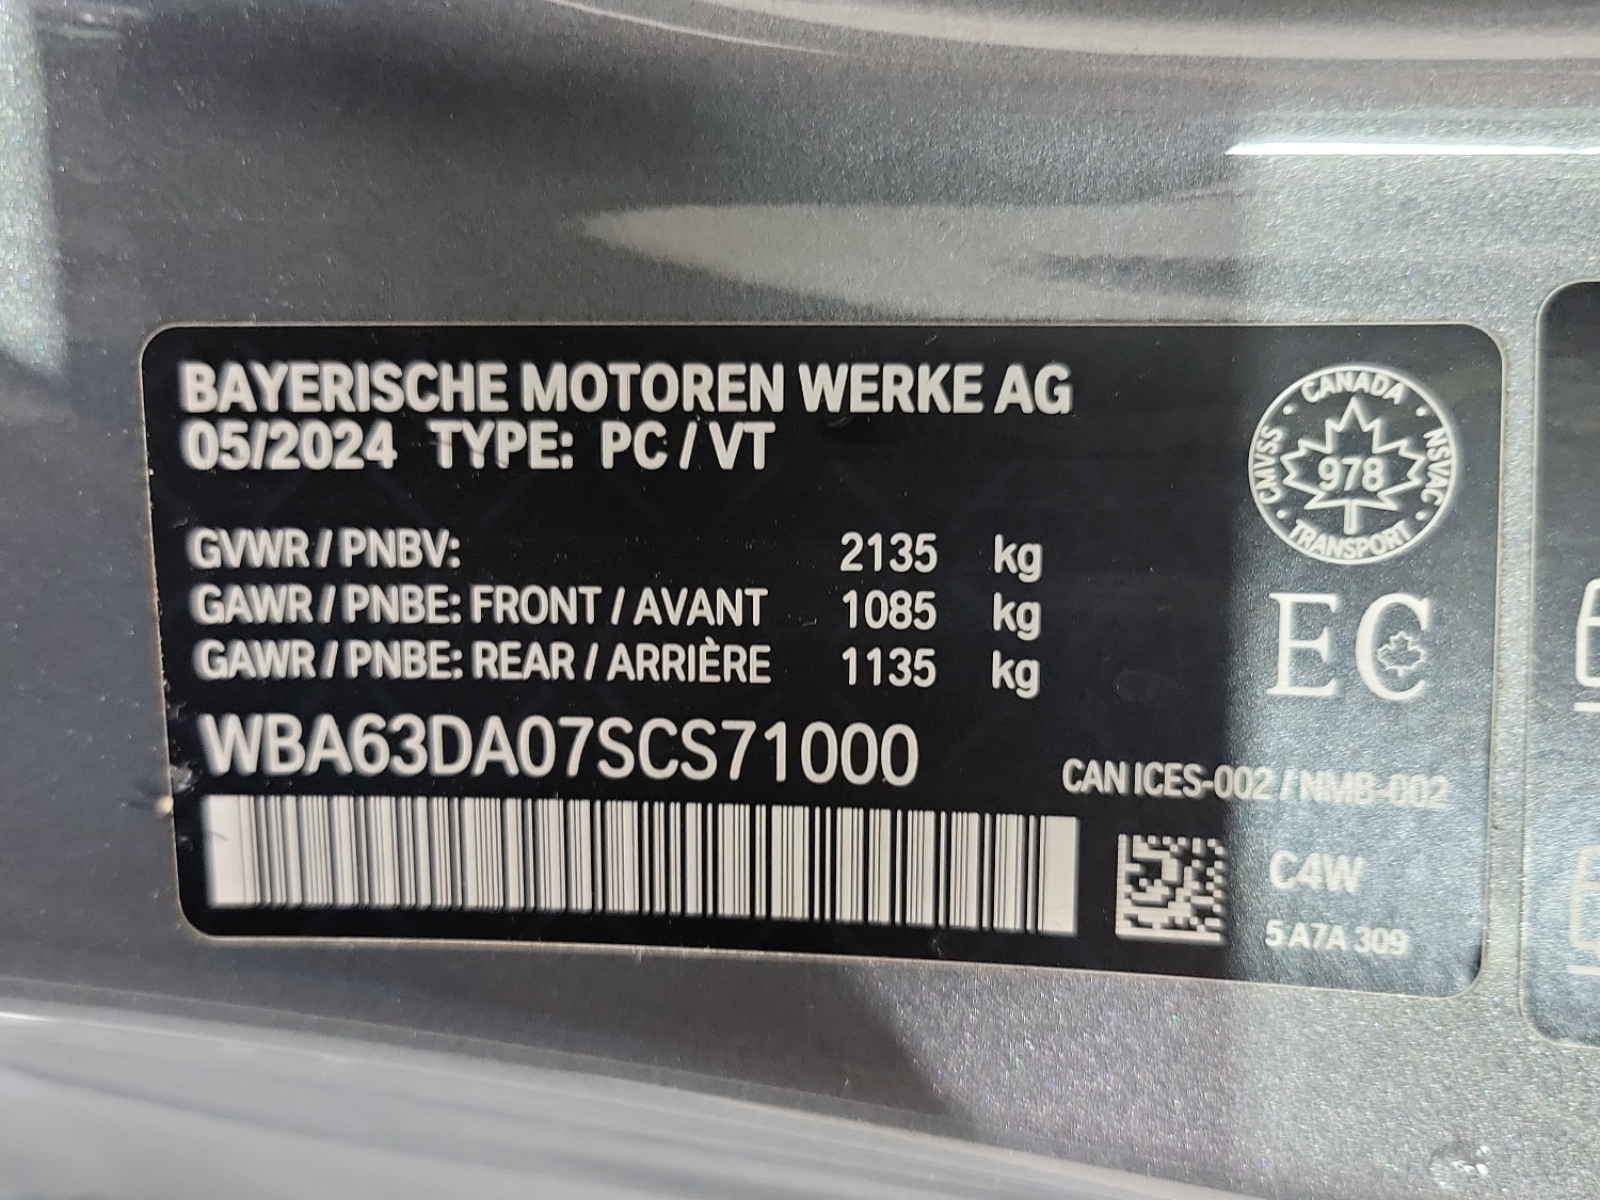 BAYERISCHE MOTOREN WERKE AG
05/2024 TYPE: PC / VT
GVWR / PNBV: 2135 kg
GAWR / PNBE: FRONT / AVANT 1085 kg
GAWR / PNBE: REAR / ARRIÈRE 1135 kg
WBA63DA07SCS71000
CANADA
CMVSS
978
NSVAC
TRANSPORT
EC
CAN ICES-002 / NMB-002
C4W
5 A7A 309